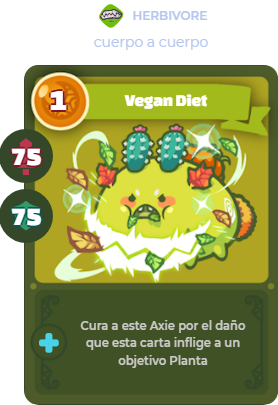 HERBIVORE
cuerpo a cuerpo
1
Vegan Diet
75
75
Cura a este Axie por el daño
que esta carta inflige a un
objetivo Planta